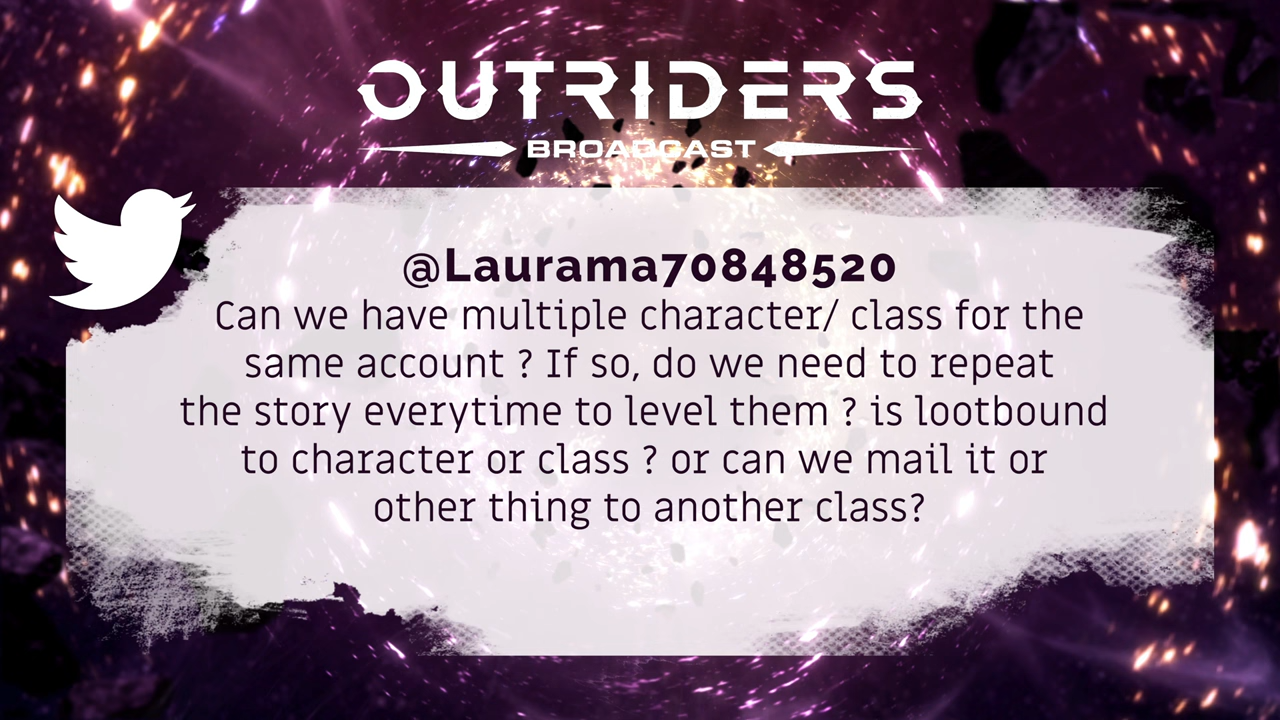 OUTRIDERS
BROADCAST
@Laurama70848520
Can we have multiple character/ class for the
same account ? If so, do we need to repeat
the story everytime to level them ? is lootbound
to character or class ? or can we mail it or
other thing to another class?